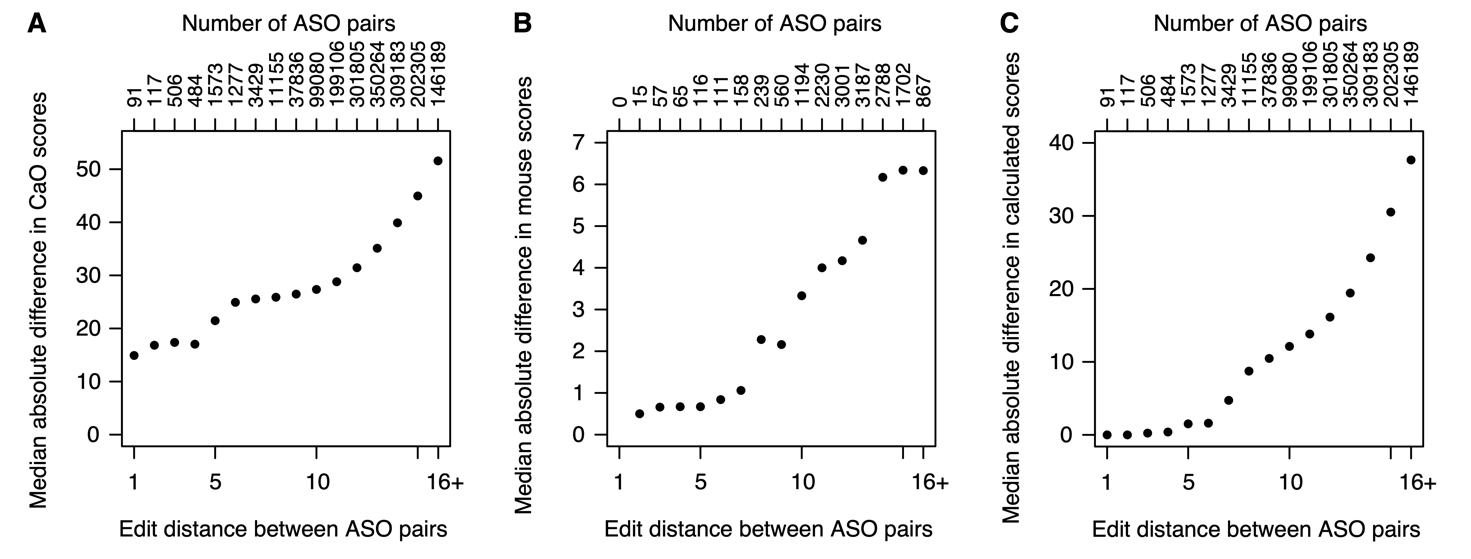 A
Number of ASO pairs
91 117 506 484 1573 1277 3429 11155 37836 99080 199106 301805 350264 309183 202305 146189
Median absolute difference in CaO scores
50
40
30
20
10
0
1 5 10 16+
Edit distance between ASO pairs
B
Number of ASO pairs
0 15 57 65 116 111 158 239 560 1194 2230 3001 3187 2788 1702 867
Median absolute difference in mouse scores
7
6
5
4
3
2
1
0
1 5 10 16+
Edit distance between ASO pairs
C
Number of ASO pairs
91 117 506 484 1573 1277 3429 11155 37836 99080 199106 301805 350264 309183 202305 146189
Median absolute difference in calculated scores
40
30
20
10
0
1 5 10 16+
Edit distance between ASO pairs